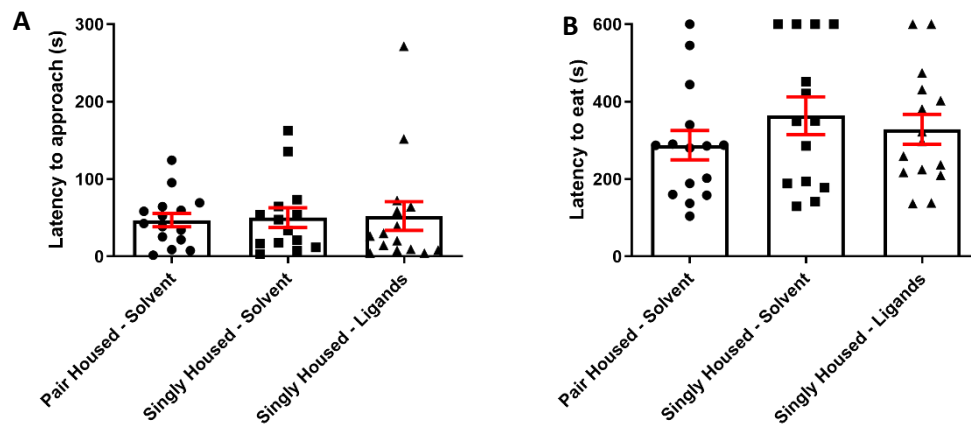 A
Latency to approach (s)
300
200
100
0
Pair Housed - Solvent
Singly Housed - Solvent
Singly Housed - Ligands
B
Latency to eat (s)
600
400
200
0
Pair Housed - Solvent
Singly Housed - Solvent
Singly Housed - Ligands